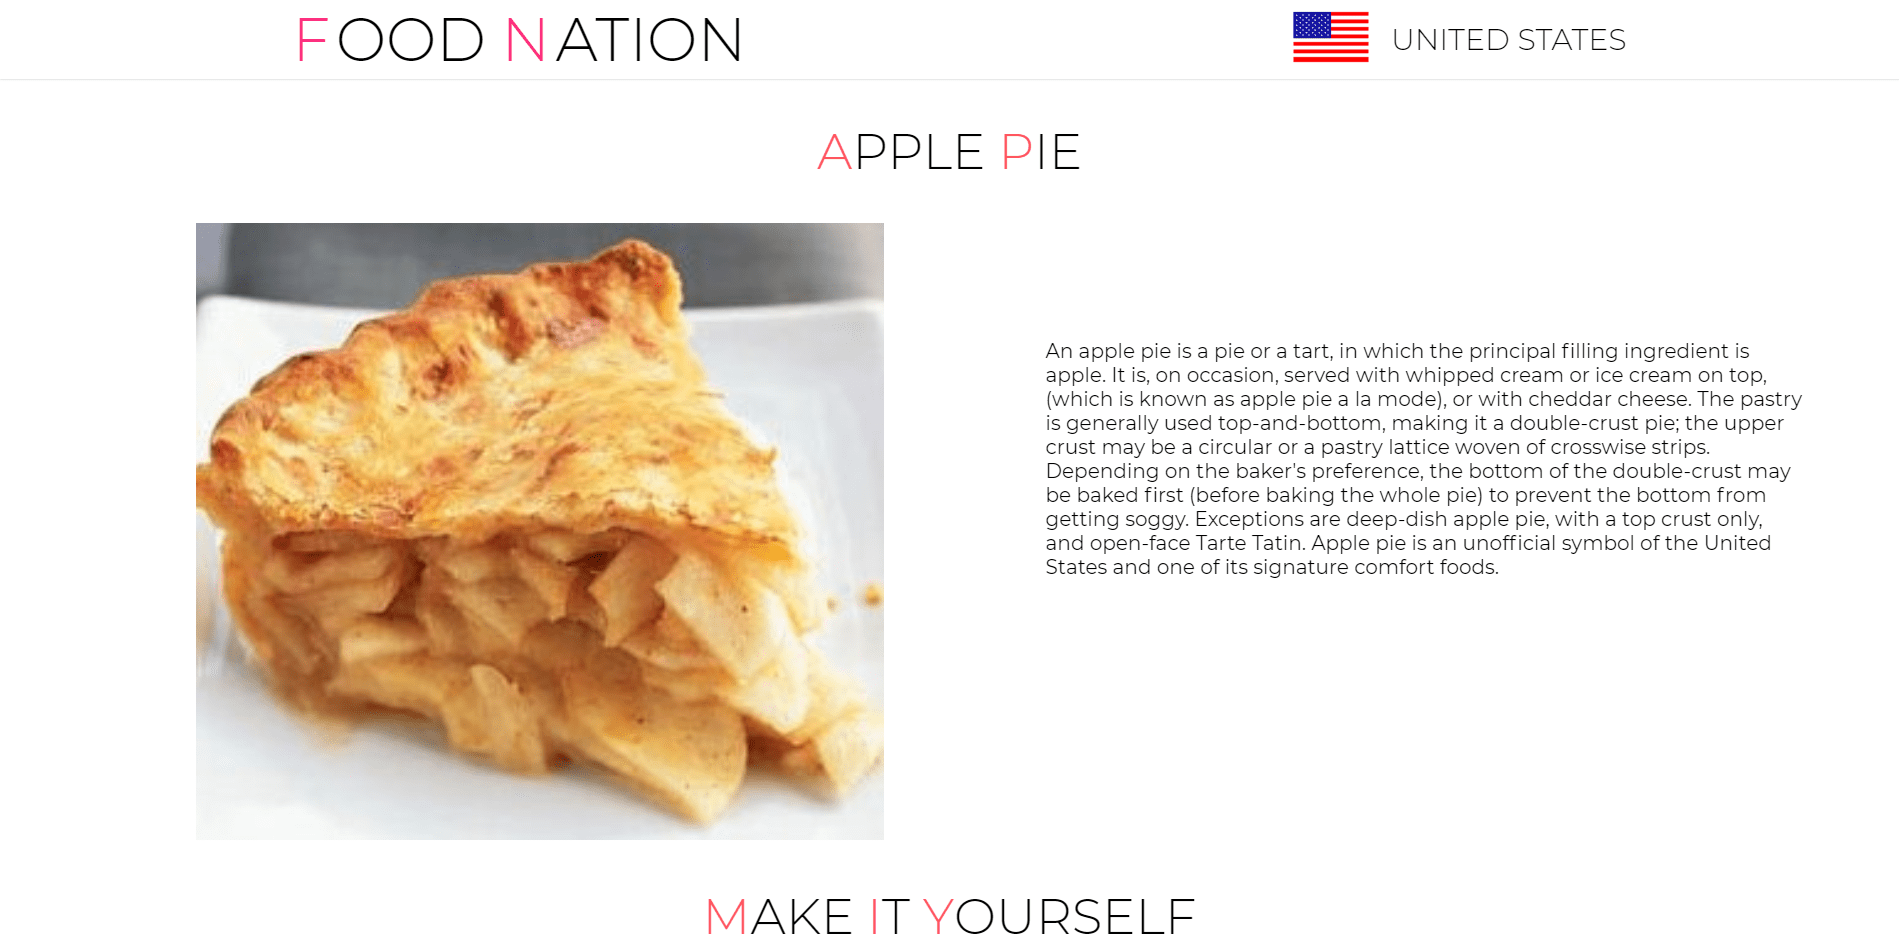 FOOD NATION
UNITED STATES
APPLE PIE
An apple pie is a pie or a tart, in which the principal filling ingredient is
apple. It is, on occasion, served with whipped cream or ice cream on top,
(which is known as apple pie a la mode), or with cheddar cheese. The pastry
is generally used top-and-bottom, making it a double-crust pie; the upper
crust may be a circular or a pastry lattice woven of crosswise strips.
Depending on the baker's preference, the bottom of the double-crust may
be baked first (before baking the whole pie) to prevent the bottom from
getting soggy. Exceptions are deep-dish apple pie, with a top crust only,
and open-face Tarte Tatin. Apple pie is an unofficial symbol of the United
States and one of its signature comfort foods.
MAKE IT YOURSELF